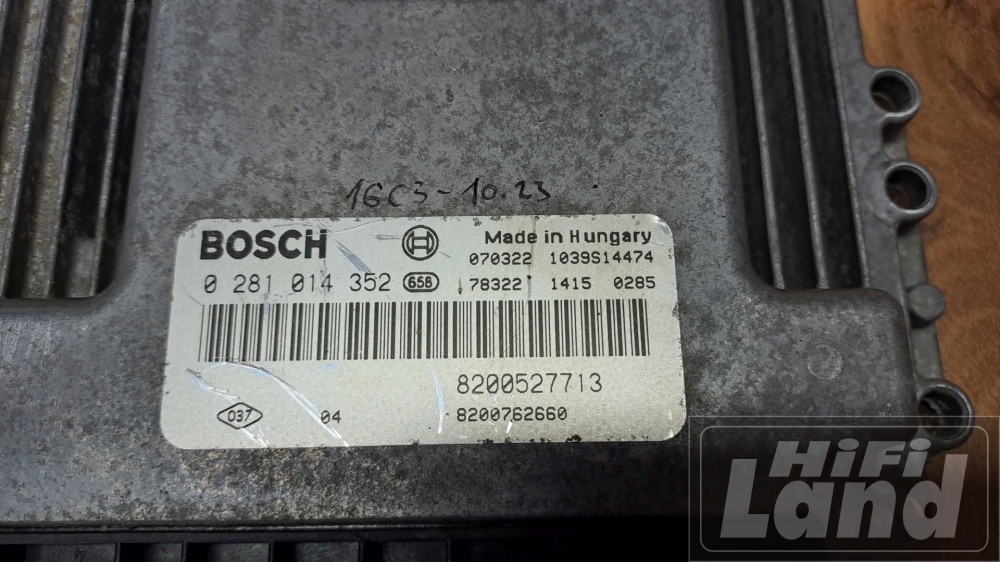 16C3-10.23
BOSCH Made in Hungary
070322 1039S14474
0 281 014 352 656 78322 1415 0285
8200527713
037 04 8200762660
HiFi
Land